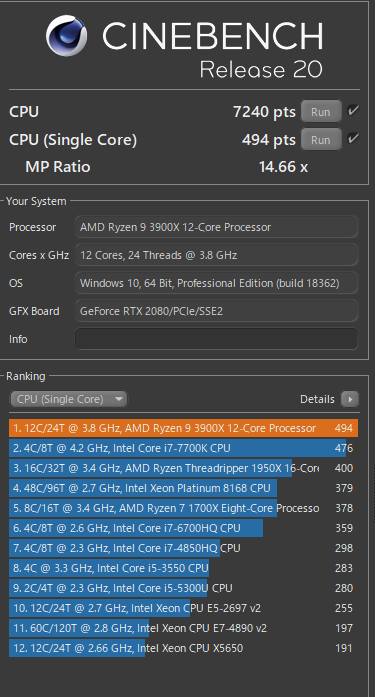 CINEBENCH
Release 20
CPU 7240 pts Run
CPU (Single Core) 494 pts Run
MP Ratio 14.66 x
Your System
Processor AMD Ryzen 9 3900X 12-Core Processor
Cores x GHz 12 Cores, 24 Threads @ 3.8 GHz
OS Windows 10, 64 Bit, Professional Edition (build 18362)
GFX Board GeForce RTX 2080/PCIe/SSE2
Info
Ranking
CPU (Single Core) Details
1. 12C/24T @ 3.8 GHz, AMD Ryzen 9 3900X 12-Core Processor 494
2. 4C/8T @ 4.2 GHz, Intel Core i7-7700K CPU 476
3. 16C/32T @ 3.4 GHz, AMD Ryzen Threadripper 1950X 16-Core 400
4. 48C/96T @ 2.7 GHz, Intel Xeon Platinum 8168 CPU 379
5. 8C/16T @ 3.4 GHz, AMD Ryzen 7 1700X Eight-Core Processo 378
6. 4C/8T @ 2.6 GHz, Intel Core i7-6700HQ CPU 359
7. 4C/8T @ 2.3 GHz, Intel Core i7-4850HQ CPU 298
8. 4C @ 3.3 GHz, Intel Core i5-3550 CPU 283
9. 2C/4T @ 2.3 GHz, Intel Core i5-5300U CPU 280
10. 12C/24T @ 2.7 GHz, Intel Xeon CPU E5-2697 v2 255
11. 60C/120T @ 2.8 GHz, Intel Xeon CPU E7-4890 v2 197
12. 12C/24T @ 2.66 GHz, Intel Xeon CPU X5650 191